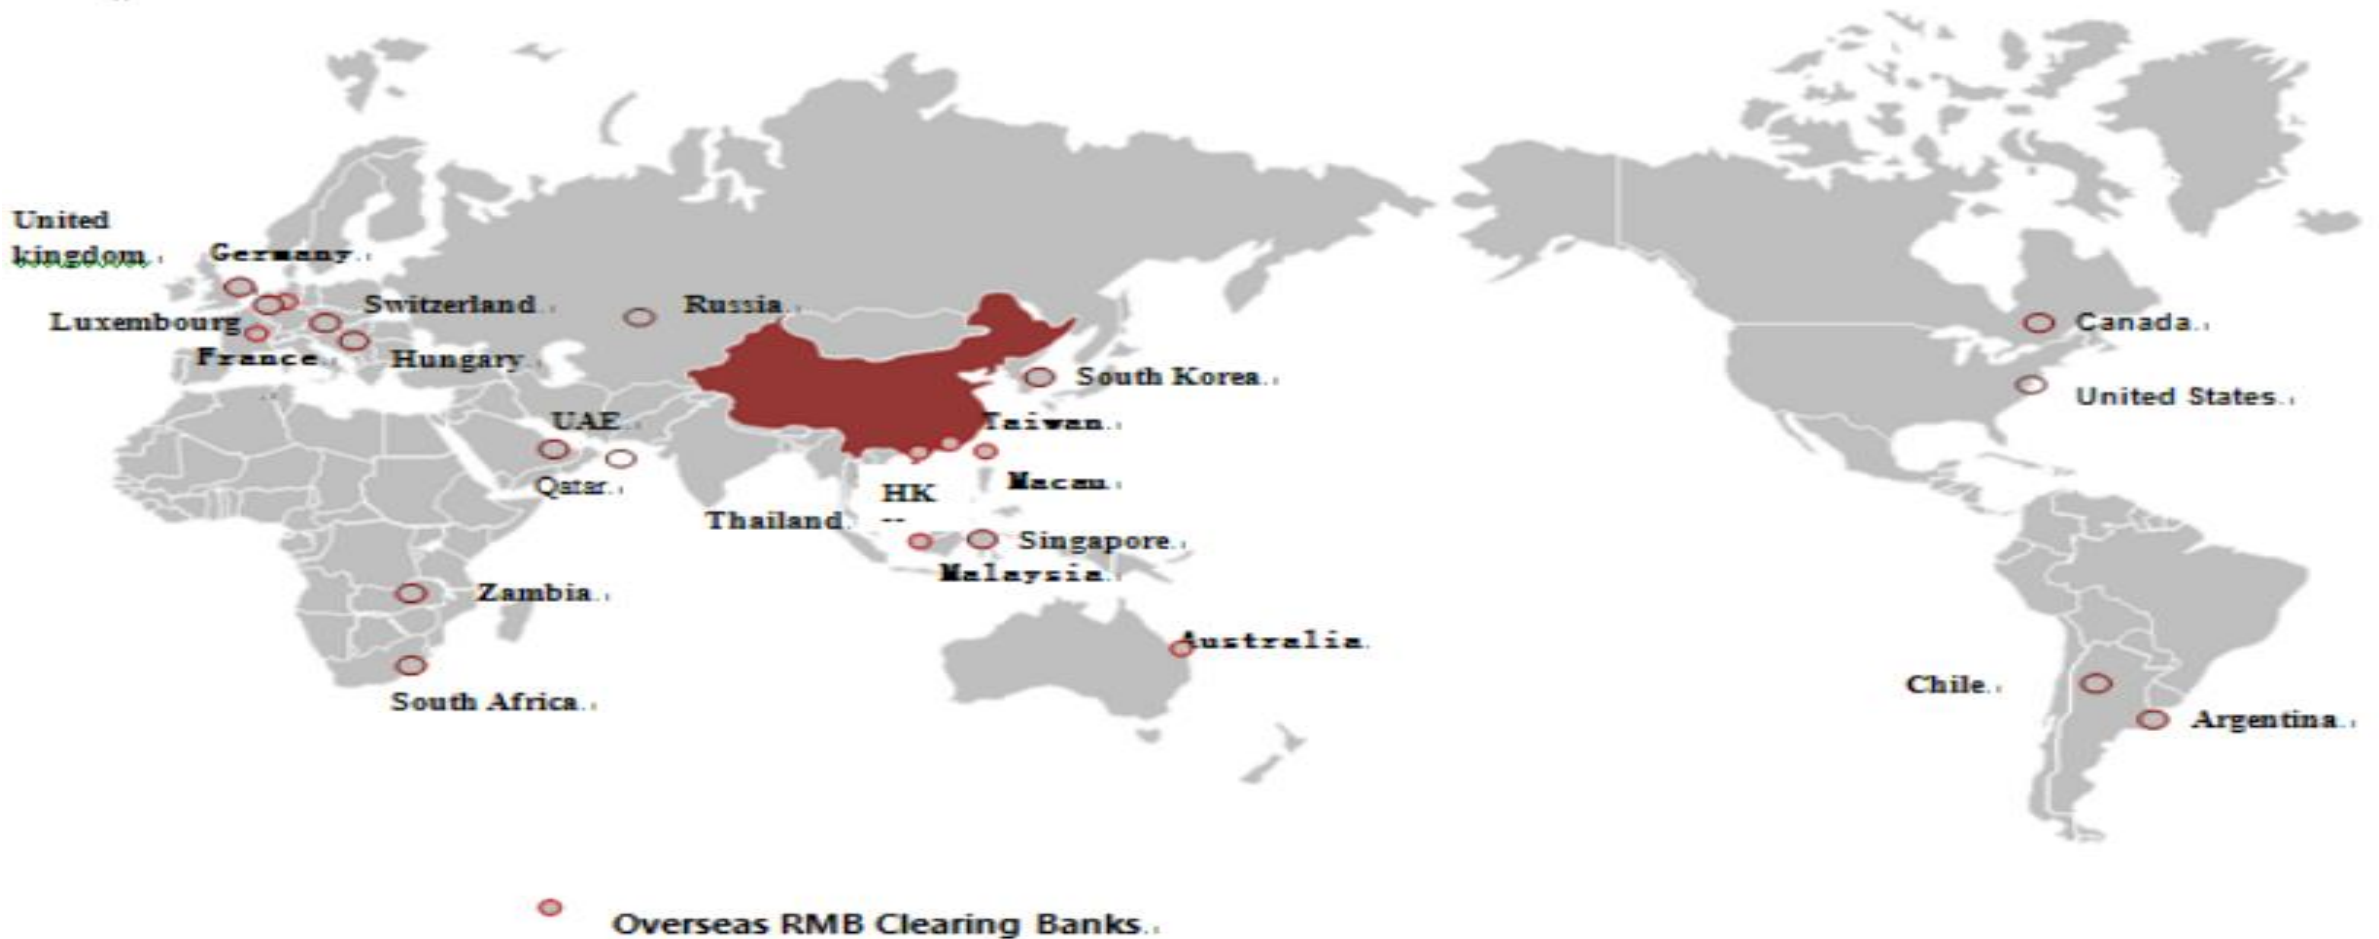 United
kingdom.
Germany.
Luxembourg
Switzerland.
France.
Hungary.
Russia.
South Korea.
UAE.
Qatar.
Taiwan.
Macau.
HK
--
Thailand.
Singapore.
Malaysia.
Zambia.
South Africa.
Australia.
Canada.
United States.
Chile.
Argentina.
Overseas RMB Clearing Banks.